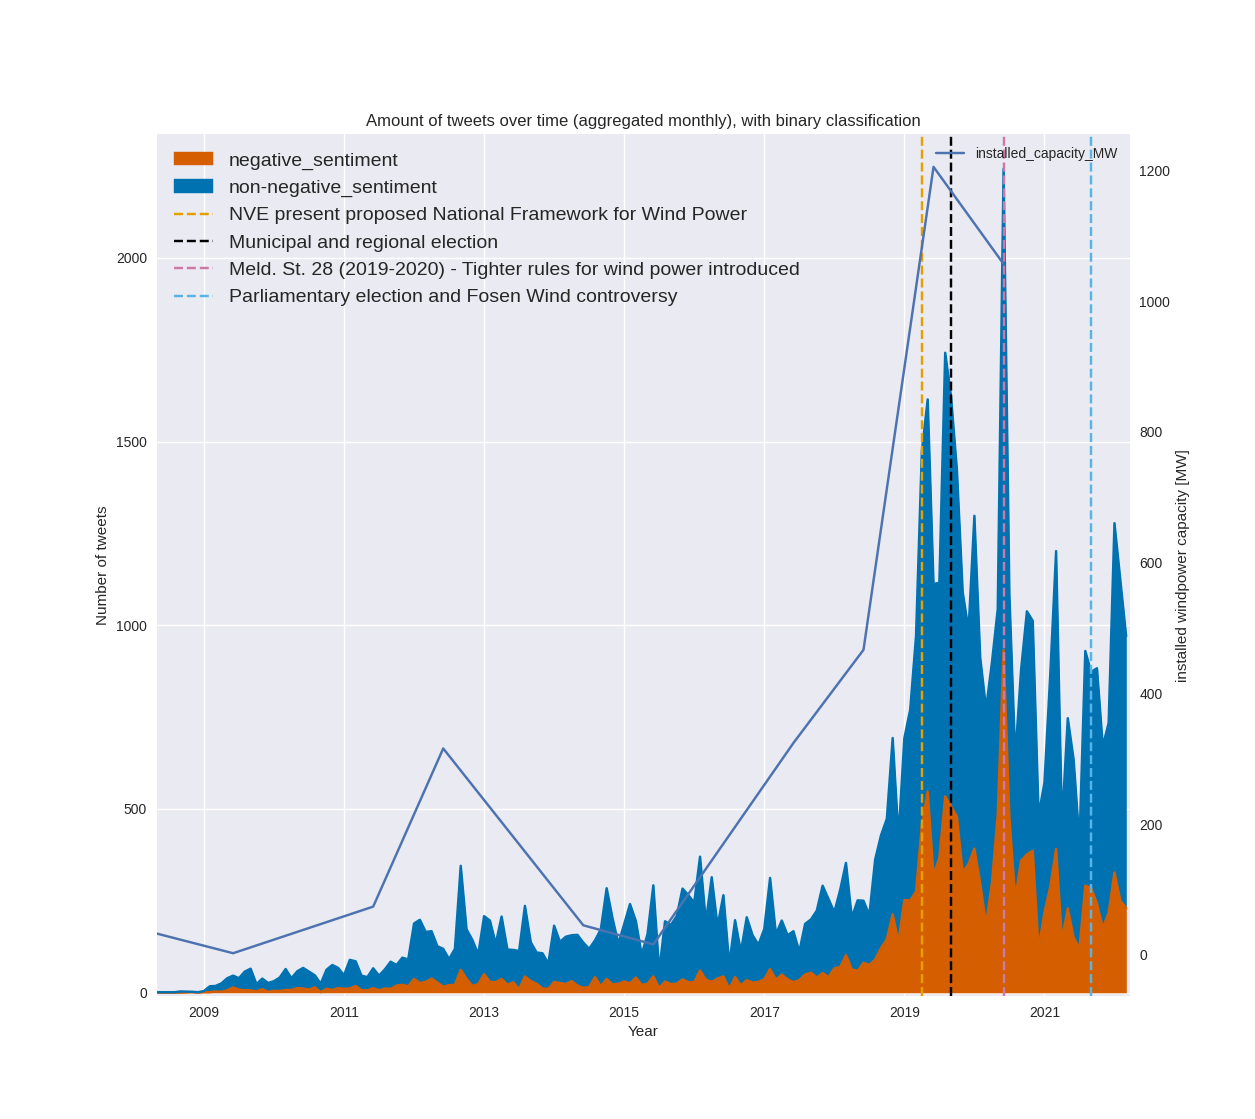 Amount of tweets over time (aggregated monthly), with binary classification
negative_sentiment
non-negative_sentiment
NVE present proposed National Framework for Wind Power
Municipal and regional election
Meld. St. 28 (2019-2020) - Tighter rules for wind power introduced
Parliamentary election and Fosen Wind controversy
installed_capacity_MW
Number of tweets
2000
1500
1000
500
0
1200
1000
800
600
400
200
0
installed windpower capacity [MW]
2009 2011 2013 2015 2017 2019 2021
Year